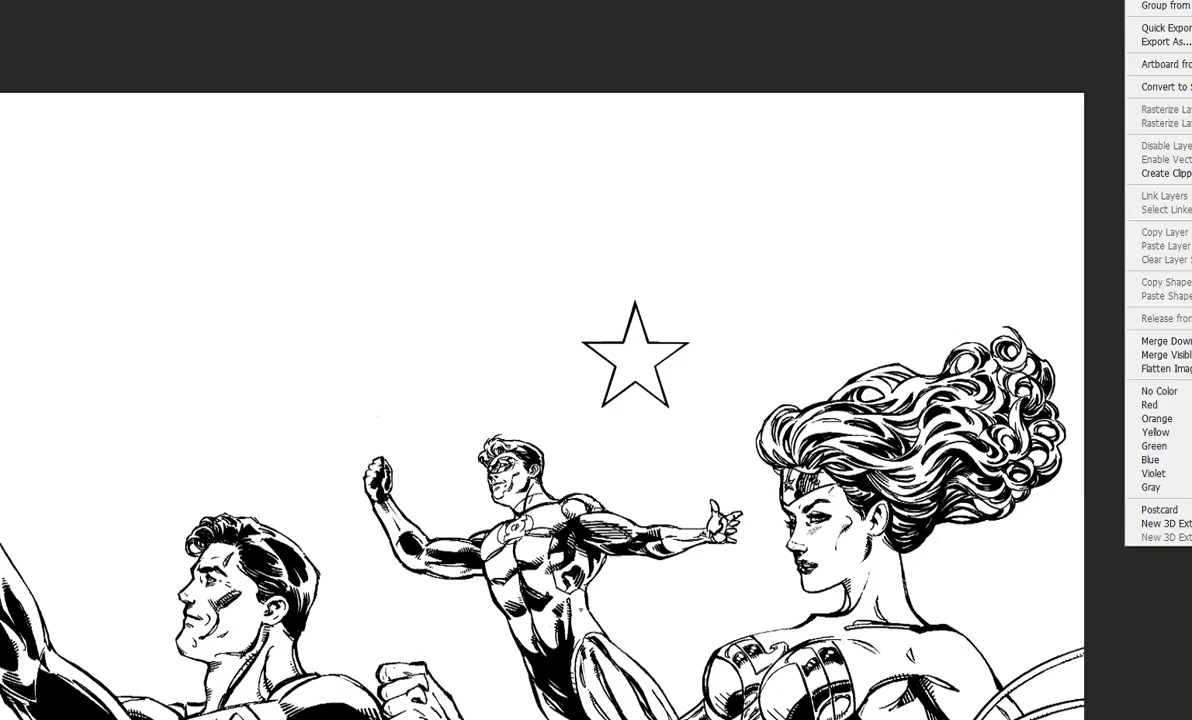 Group from
Quick Expor
Export As...
Artboard fro
Convert to S
Rasterize La
Rasterize La
Disable Laye
Enable Vect
Create Clipp
Link Layers
Select Linke
Copy Layer
Paste Layer
Clear Layer S
Copy Shape
Paste Shape
Release from
Merge Down
Merge Visibl
Flatten Imag
No Color
Red
Orange
Yellow
Green
Blue
Violet
Gray
Postcard
New 3D Ext
New 3D Ext